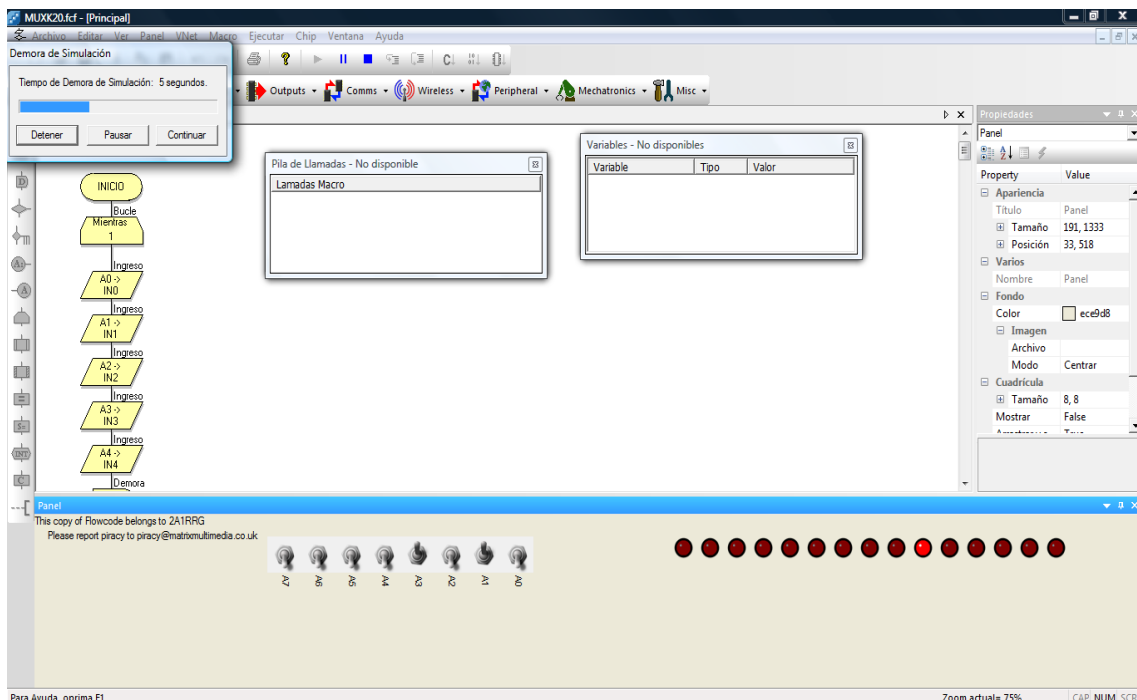 MUXK20.fcf - [Principal]
Archivo Editar Ver Panel VNet Macro Ejecutar Chip Ventana Ayuda
Demora de Simulación
Tiempo de Demora de Simulación: 5 segundos.
Detener Pausar Continuar
Outputs Comms Wireless Peripheral Mechatronics Misc
Pila de Llamadas - No disponible
Lamadas Macro
Variables - No disponibles
Variable Tipo Valor
INICIO
Bucle
Mientras
1
Ingreso
A0 ->
IN0
Ingreso
A1 ->
IN1
Ingreso
A2 ->
IN2
Ingreso
A3 ->
IN3
Ingreso
A4 ->
IN4
Demora
Propiedades
Panel
Property Value
Apariencia
Título Panel
Tamaño 191, 1333
Posición 33, 518
Varios
Nombre Panel
Fondo
Color ece9d8
Imagen
Archivo
Modo Centrar
Cuadrícula
Tamaño 8, 8
Mostrar False
Panel
This copy of Flowcode belongs to 2A1RRG
Please report piracy to piracy@matrixmultimedia.co.uk
A7 A6 A5 A4 A3 A2 A1 A0
Para Ayuda, oprima F1
Zoom actual= 75% CAP NUM SCR